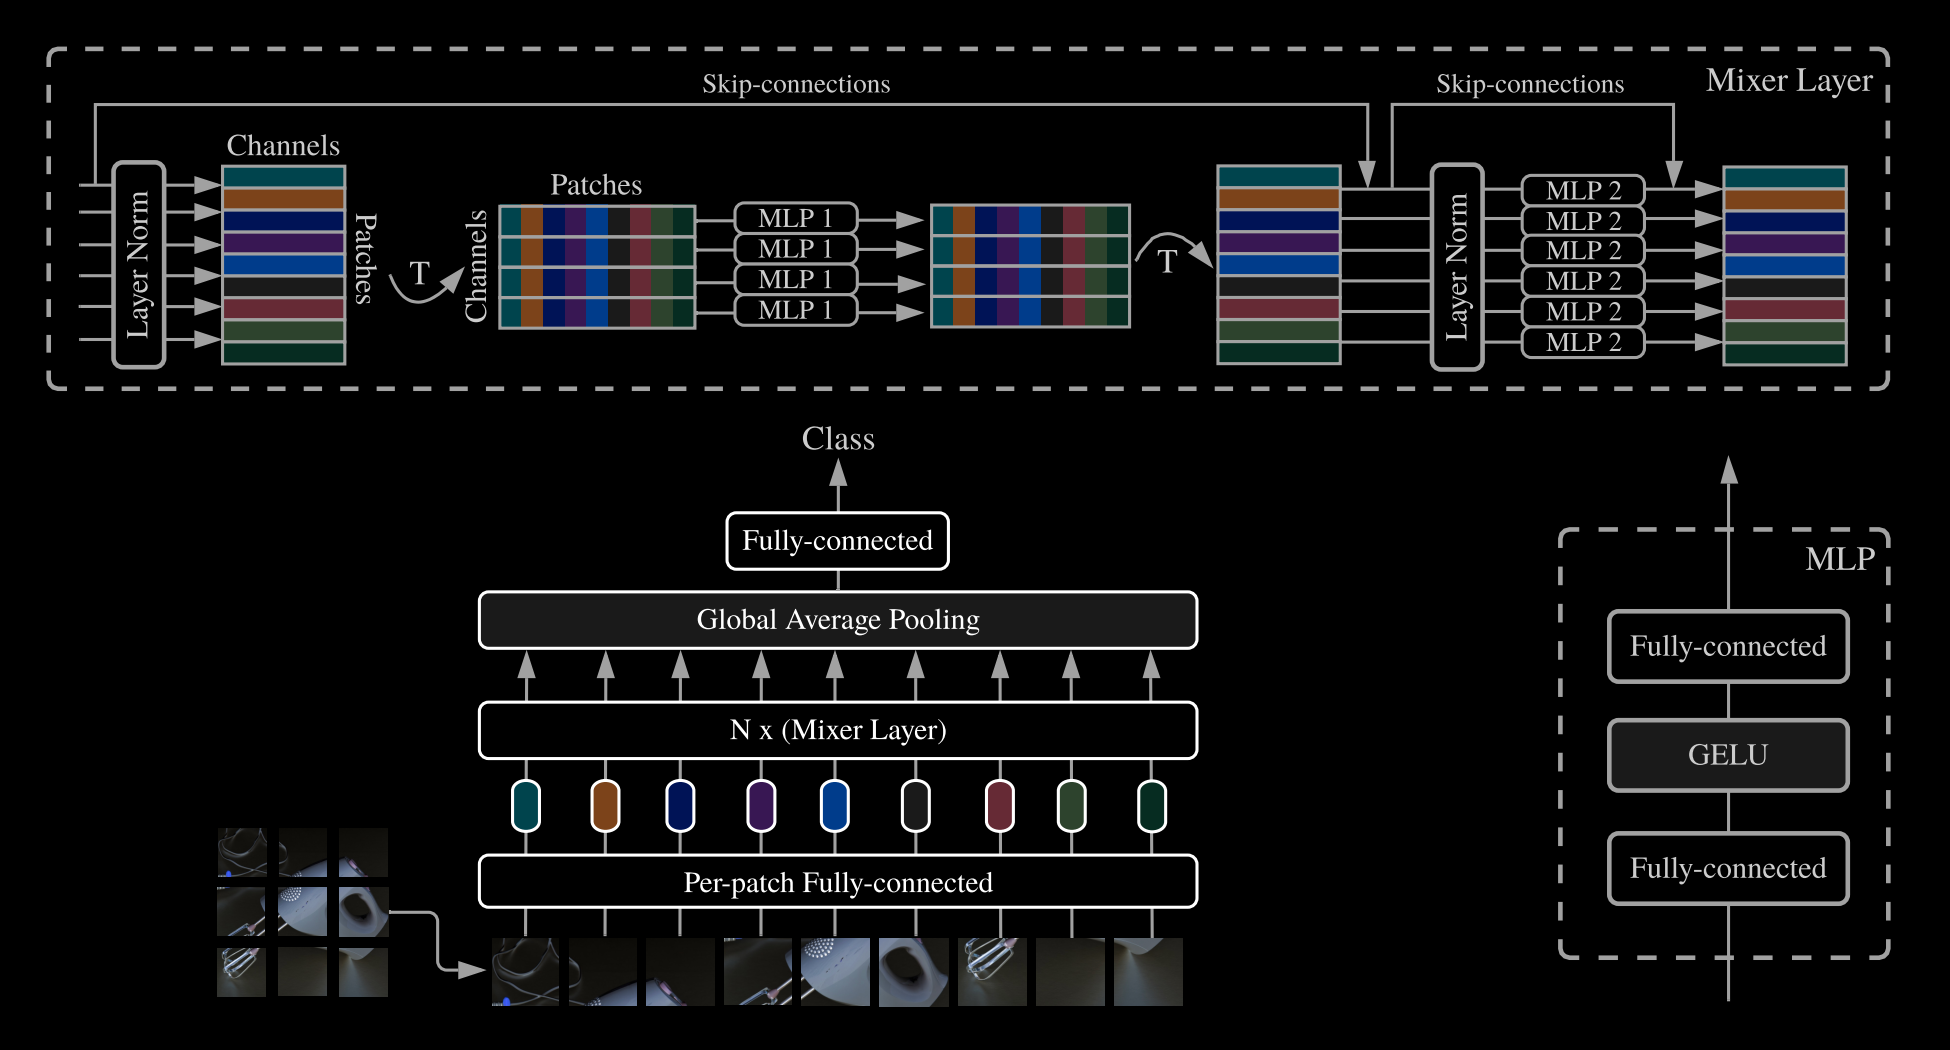 Skip-connections
Skip-connections
Mixer Layer
Channels
Patches
Layer Norm
Patches
T
Channels
MLP 1
MLP 1
MLP 1
MLP 1
T
Layer Norm
MLP 2
MLP 2
MLP 2
MLP 2
MLP 2
MLP 2
Class
Fully-connected
Global Average Pooling
N x (Mixer Layer)
Per-patch Fully-connected
MLP
Fully-connected
GELU
Fully-connected